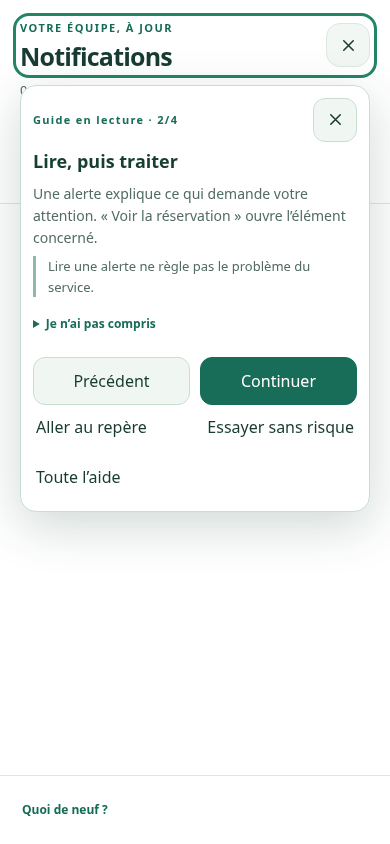 VOTRE ÉQUIPE, À JOUR
Notifications
Guide en lecture · 2/4
Lire, puis traiter
Une alerte explique ce qui demande votre
attention. « Voir la réservation » ouvre l’élément
concerné.
Lire une alerte ne règle pas le problème du
service.
Je n’ai pas compris
Précédent
Continuer
Aller au repère
Essayer sans risque
Toute l’aide
Quoi de neuf ?